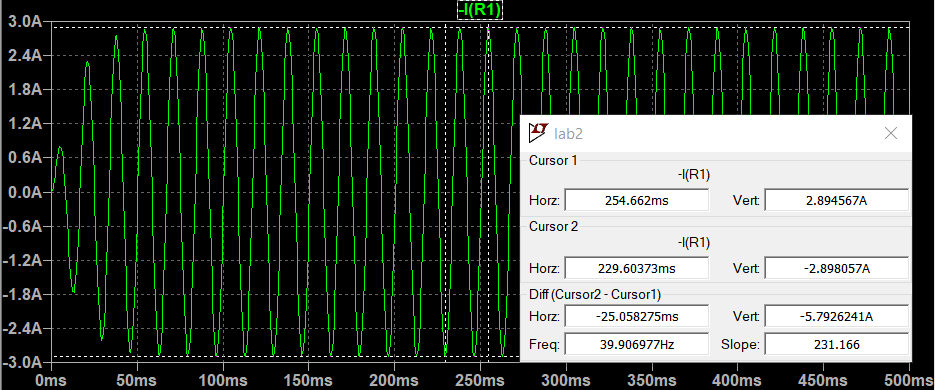 -I(R1)
3.0A
2.4A
1.8A
1.2A
0.6A
0.0A
-0.6A
-1.2A
-1.8A
-2.4A
-3.0A
0ms 50ms 100ms 150ms 200ms 250ms 300ms 350ms 400ms 450ms 500ms
lab2
Cursor 1
-I(R1)
Horz: 254.662ms Vert: 2.894567A
Cursor 2
-I(R1)
Horz: 229.60373ms Vert: -2.898057A
Diff (Cursor2 - Cursor1)
Horz: -25.058275ms Vert: -5.7926241A
Freq: 39.906977Hz Slope: 231.166